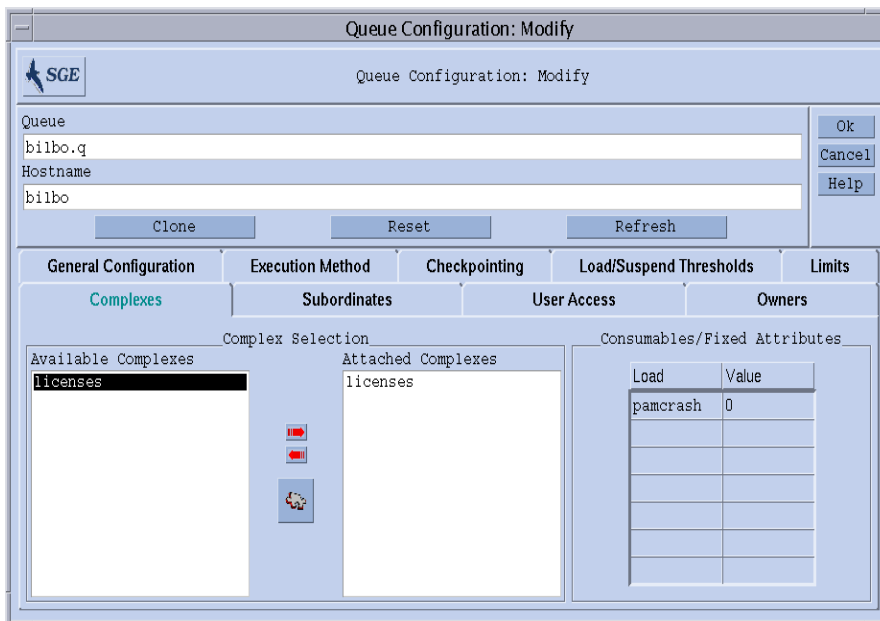 Queue Configuration: Modify
SGE
Queue Configuration: Modify
Queue
bilbo.q
Hostname
bilbo
Ok
Cancel
Help
Clone Reset Refresh
General Configuration Execution Method Checkpointing Load/Suspend Thresholds Limits
Complexes Subordinates User Access Owners
Complex Selection
Available Complexes
licenses
Attached Complexes
licenses
Consumables/Fixed Attributes
Load Value
pamcrash 0